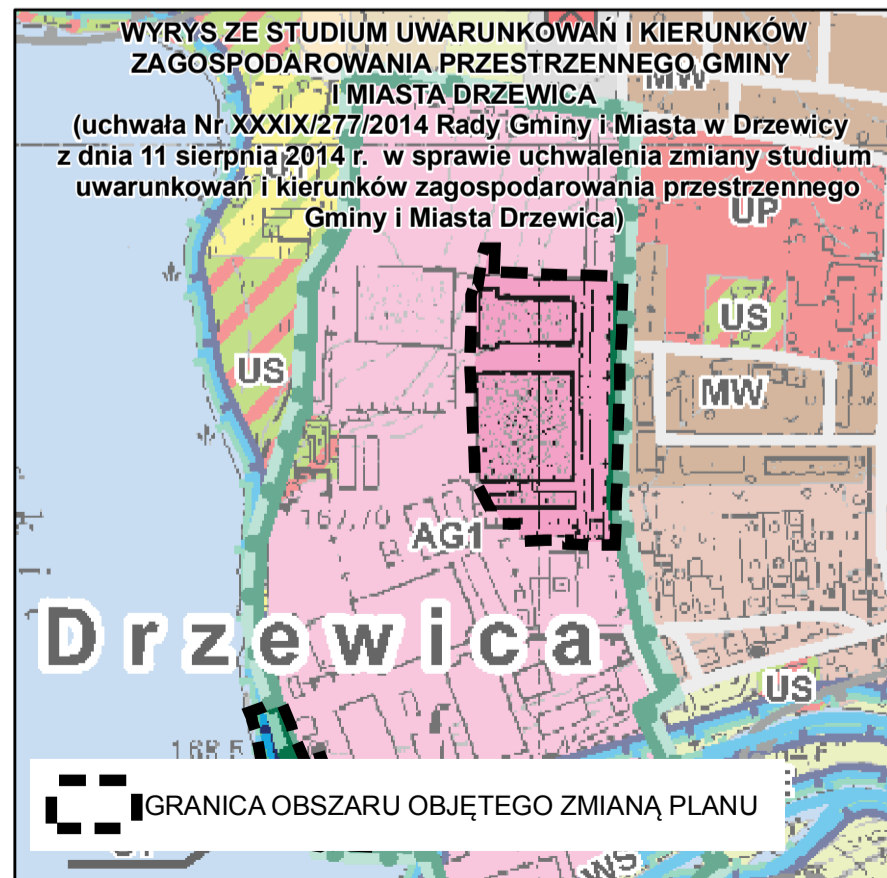 WYRYS ZE STUDIUM UWARUNKOWAŃ I KIERUNKÓW
ZAGOSPODAROWANIA PRZESTRZENNEGO GMINY
I MIASTA DRZEWICA
(uchwała Nr XXXIX/277/2014 Rady Gminy i Miasta w Drzewicy
z dnia 11 sierpnia 2014 r. w sprawie uchwalenia zmiany studium
uwarunkowań i kierunków zagospodarowania przestrzennego
Gminy i Miasta Drzewica)
MW
UP
US
US
MW
AG1
Drzewica
US
GRANICA OBSZARU OBJĘTEGO ZMIANĄ PLANU
WS